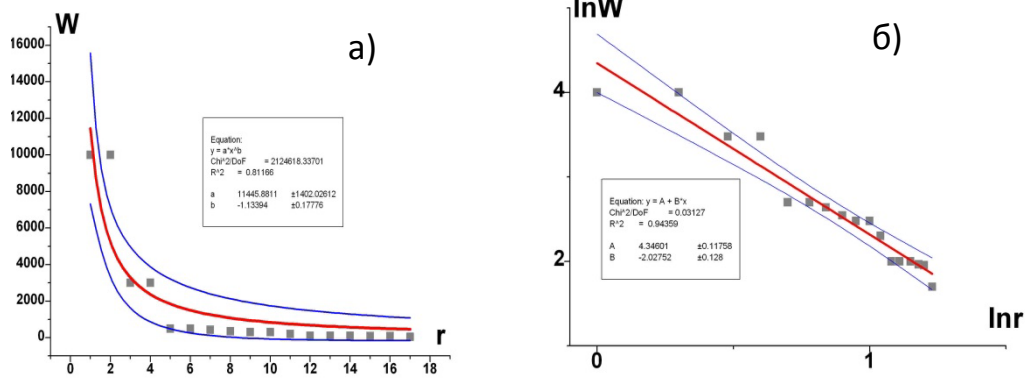 W
а)
16000
14000
12000
10000
8000
6000
4000
2000
0
Equation:
y = a*x^b
Chi^2/DoF = 2124618.33701
R^2 = 0.81166
a 11445.8811 ±1402.02612
b -1.13394 ±0.17776
r
0 2 4 6 8 10 12 14 16 18
lnW
б)
4
2
Equation: y = A + B*x
Chi^2/DoF = 0.03127
R^2 = 0.94359
A 4.34601 ±0.11758
B -2.02752 ±0.128
lnr
0 1